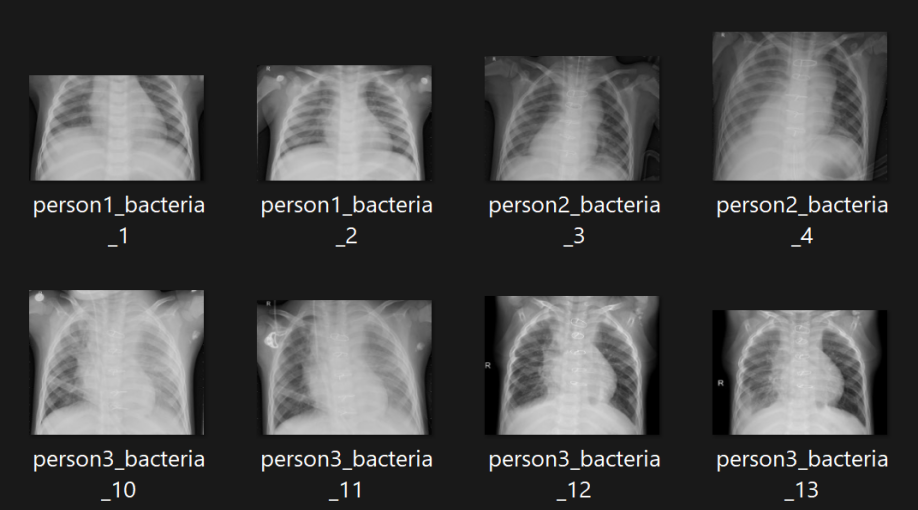 person1_bacteria
_1
person1_bacteria
_2
person2_bacteria
_3
person2_bacteria
_4
R
R
person3_bacteria
_10
person3_bacteria
_11
person3_bacteria
_12
person3_bacteria
_13